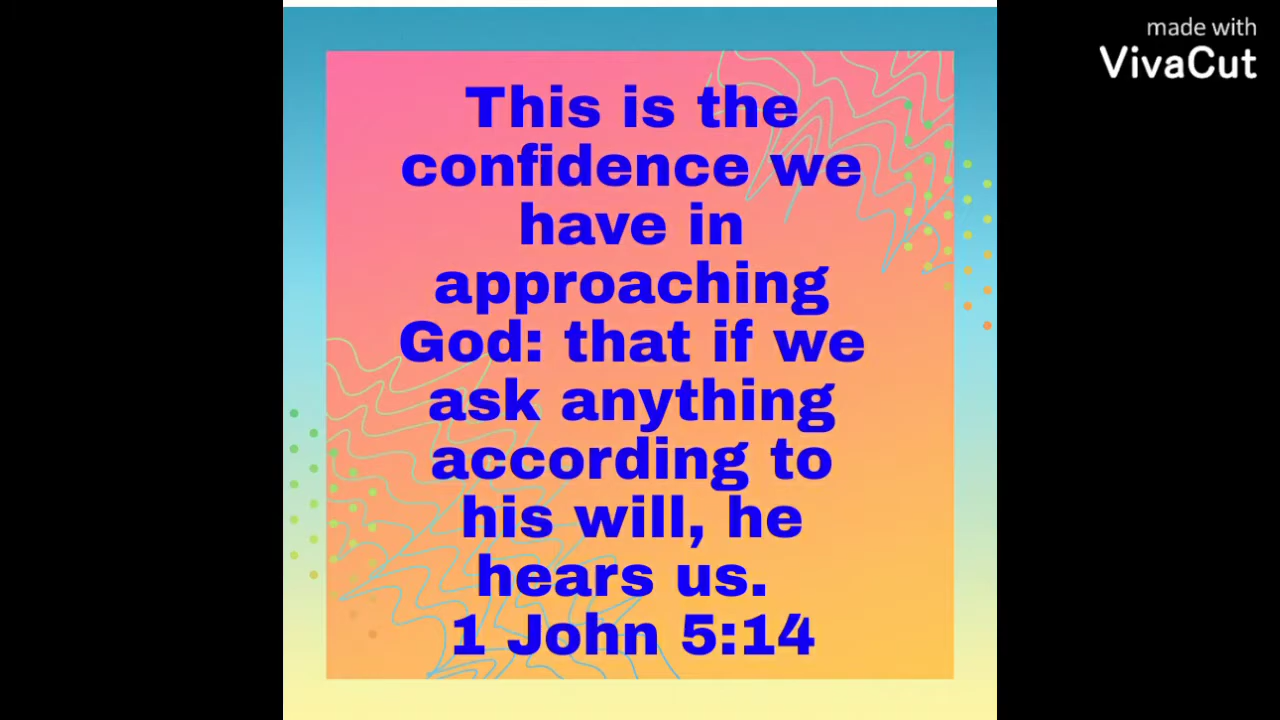 made with
VivaCut
This is the
confidence we
have in
approaching
God: that if we
ask anything
according to
his will, he
hears us.
1 John 5:14